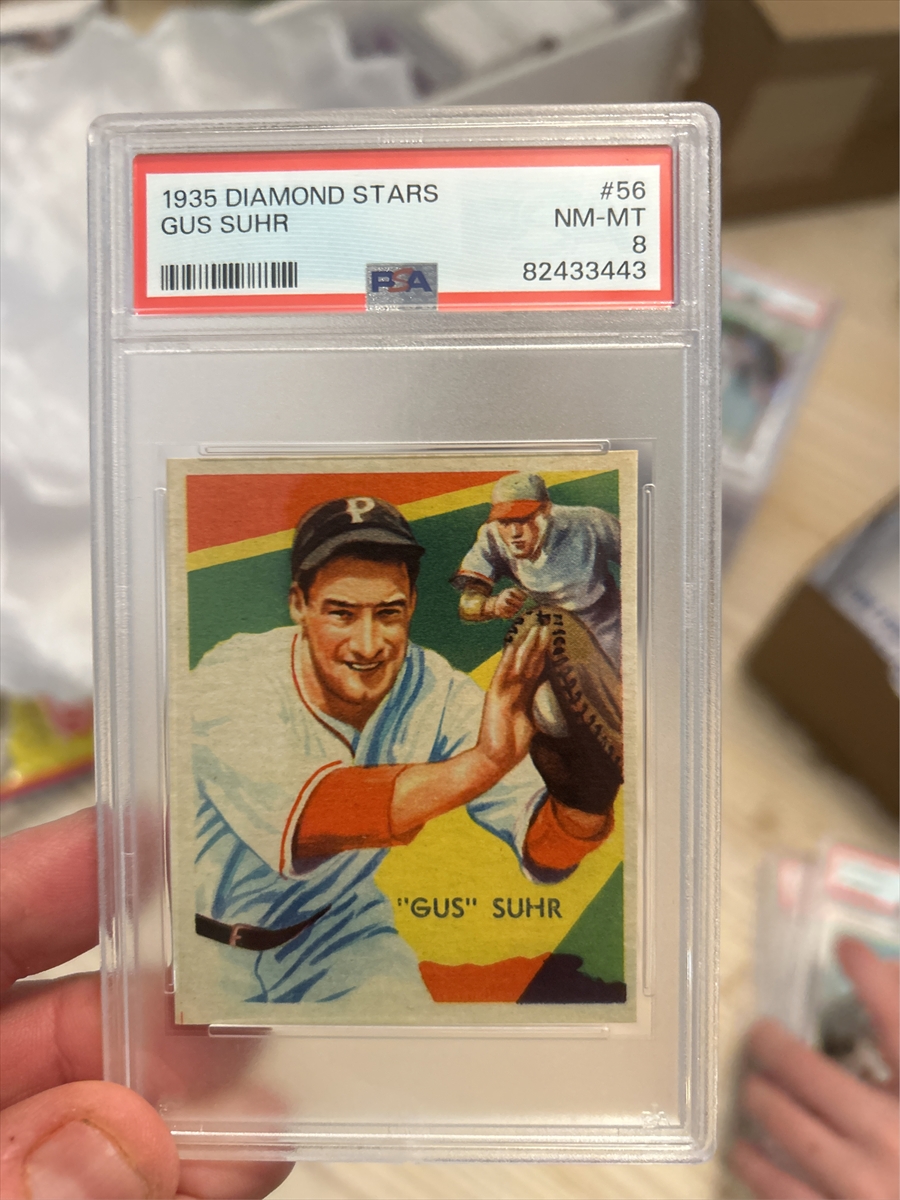 1935 DIAMOND STARS #56
GUS SUHR NM-MT
8
PSA 82433443
P
"GUS" SUHR